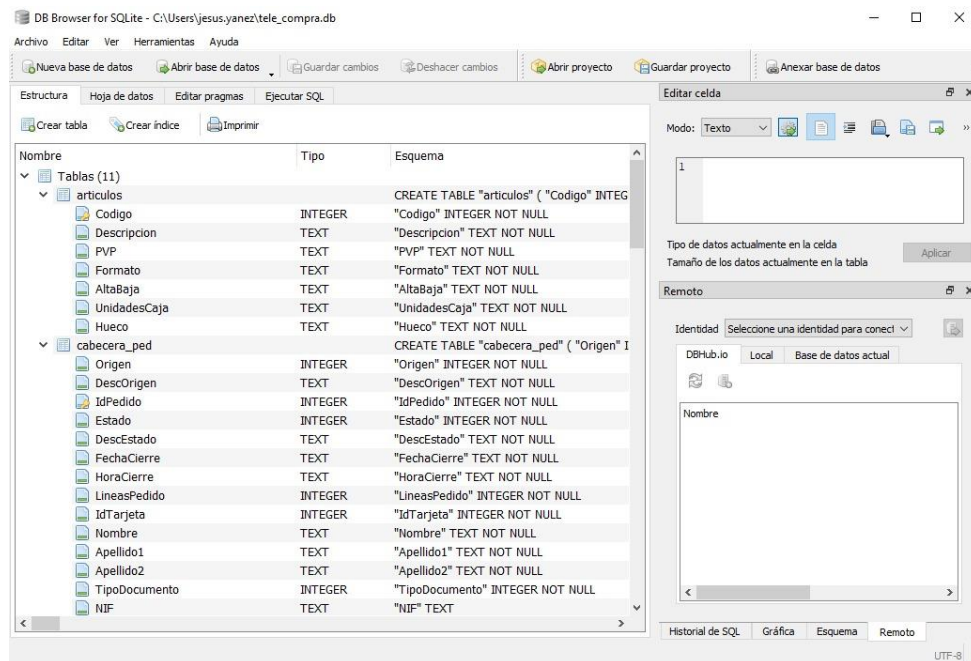 DB Browser for SQLite - C:\Users\jesus.yanez\tele_compra.db
Archivo Editar Ver Herramientas Ayuda
Nueva base de datos Abrir base de datos Guardar cambios Deshacer cambios Abrir proyecto Guardar proyecto Anexar base de datos
Estructura Hoja de datos Editar pragmas Ejecutar SQL
Crear tabla Crear índice Imprimir
Nombre Tipo Esquema
Tablas (11)
articulos CREATE TABLE "articulos" ( "Codigo" INTEG
Codigo INTEGER "Codigo" INTEGER NOT NULL
Descripcion TEXT "Descripcion" TEXT NOT NULL
PVP TEXT "PVP" TEXT NOT NULL
Formato TEXT "Formato" TEXT NOT NULL
AltaBaja TEXT "AltaBaja" TEXT NOT NULL
UnidadesCaja TEXT "UnidadesCaja" TEXT NOT NULL
Hueco TEXT "Hueco" TEXT NOT NULL
cabecera_ped CREATE TABLE "cabecera_ped" ( "Origen" I
Origen INTEGER "Origen" INTEGER NOT NULL
DescOrigen TEXT "DescOrigen" TEXT NOT NULL
IdPedido INTEGER "IdPedido" INTEGER NOT NULL
Estado INTEGER "Estado" INTEGER NOT NULL
DescEstado TEXT "DescEstado" TEXT NOT NULL
FechaCierre TEXT "FechaCierre" TEXT NOT NULL
HoraCierre TEXT "HoraCierre" TEXT NOT NULL
LineasPedido INTEGER "LineasPedido" INTEGER NOT NULL
IdTarjeta INTEGER "IdTarjeta" INTEGER NOT NULL
Nombre TEXT "Nombre" TEXT NOT NULL
Apellido1 TEXT "Apellido1" TEXT NOT NULL
Apellido2 TEXT "Apellido2" TEXT NOT NULL
TipoDocumento INTEGER "TipoDocumento" INTEGER NOT NULL
NIF TEXT "NIF" TEXT
Editar celda
Modo: Texto
1
Tipo de datos actualmente en la celda
Tamaño de los datos actualmente en la tabla
Aplicar
Remoto
Identidad Seleccione una identidad para conect
DBHub.io Local Base de datos actual
Nombre
Historial de SQL Gráfica Esquema Remoto
UTF-8